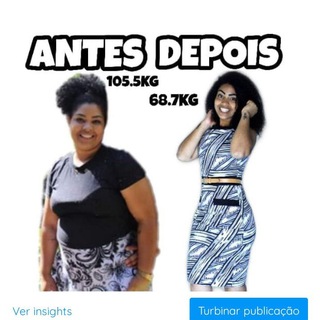 ANTES DEPOIS
105.5KG
68.7KG
Ver insights
Turbinar publicação